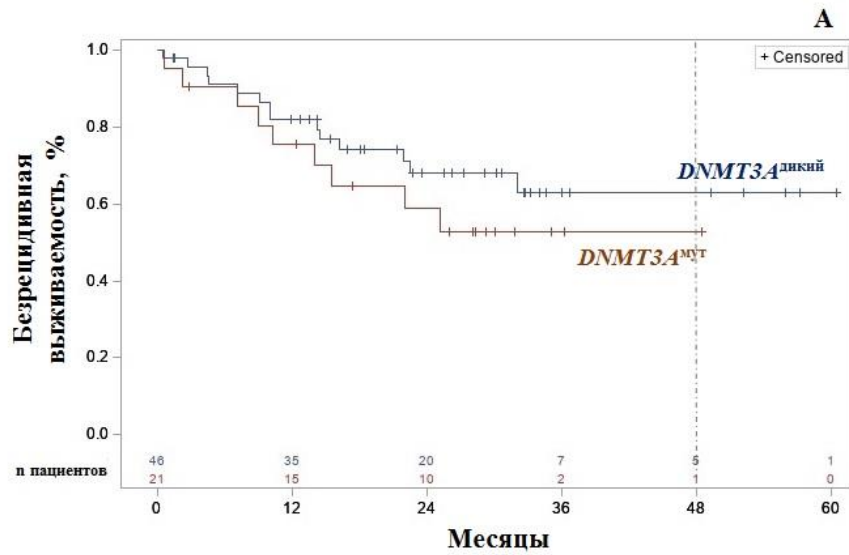 A
1.0
+ Censored
0.8
DNMT3Aдикий
0.6
DNMT3Aмут
0.4
0.2
0.0
Безрецидивная
выживаемость, %
n пациентов
46 35 20 7 5 1
21 15 10 2 1 0
0 12 24 36 48 60
Месяцы